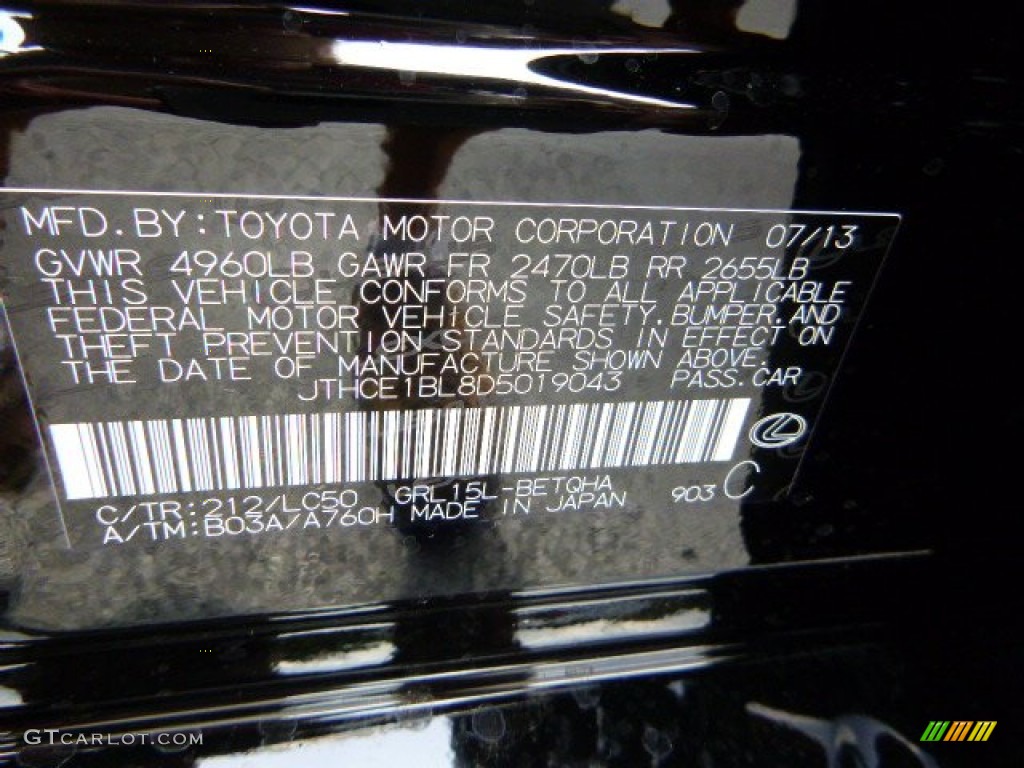 MFD. BY: TOYOTA MOTOR CORPORATION 07/13
GVWR 4960LB GAWR FR 2470LB RR 2655LB
THIS VEHICLE CONFORMS TO ALL APPLICABLE
FEDERAL MOTOR VEHICLE SAFETY, BUMPER, AND
THEFT PREVENTION STANDARDS IN EFFECT ON
THE DATE OF MANUFACTURE SHOWN ABOVE.
JTHCE1BL8D5019043 PASS. CAR
C/TR: 212/LC50 GRL15L-BETQHA
A/TM: B03A/A760H MADE IN JAPAN 903 C
GTCARLOT.COM